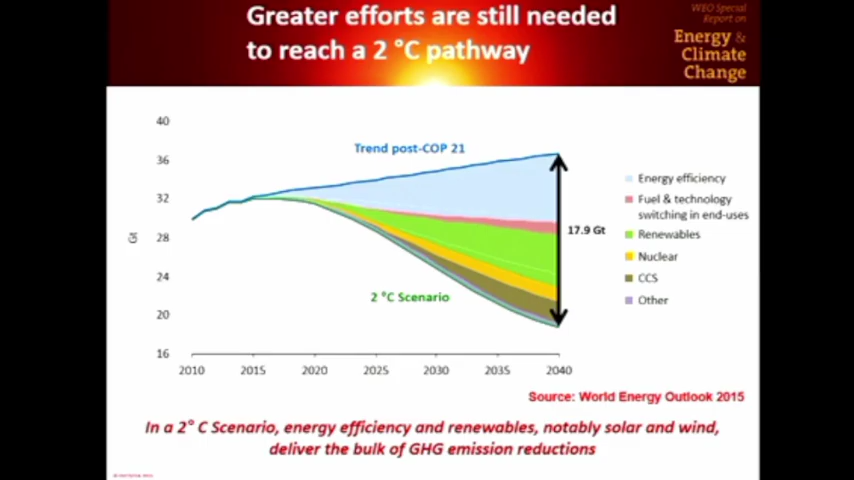 Greater efforts are still needed
to reach a 2 °C pathway
WEO Special
Report on
Energy &
Climate
Change
40
36
32
28
24
20
16
Gt
Trend post-COP 21
2 °C Scenario
17.9 Gt
Energy efficiency
Fuel & technology
switching in end-uses
Renewables
Nuclear
CCS
Other
2010 2015 2020 2025 2030 2035 2040
Source: World Energy Outlook 2015
In a 2° C Scenario, energy efficiency and renewables, notably solar and wind,
deliver the bulk of GHG emission reductions